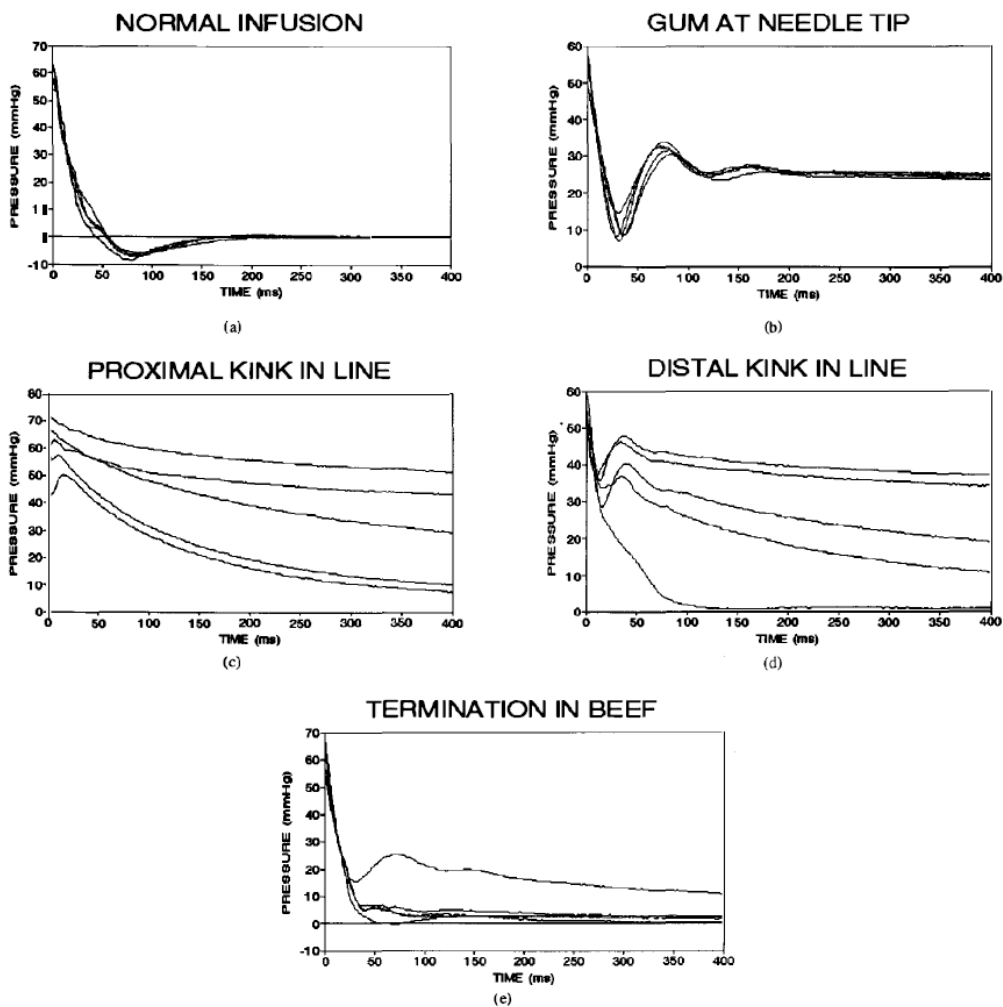 NORMAL INFUSION
70
60
50
40
30
20
-10
PRESSURE (mmHg)
0 50 100 150 200 250 300 350 400
TIME (ms)
(a)
GUM AT NEEDLE TIP
60
50
40
30
20
10
0
PRESSURE (mmHg)
0 50 100 150 200 250 300 350 400
TIME (ms)
(b)
PROXIMAL KINK IN LINE
80
70
60
50
40
30
20
10
0
PRESSURE (mmHg)
0 50 100 150 200 250 300 350 400
TIME (ms)
(c)
DISTAL KINK IN LINE
60
50
40
30
20
10
0
PRESSURE (mmHg)
0 50 100 150 200 250 300 350 400
TIME (ms)
(d)
TERMINATION IN BEEF
70
60
50
40
30
20
10
0
-10
PRESSURE (mmHg)
0 50 100 150 200 250 300 350 400
TIME (ms)
(e)